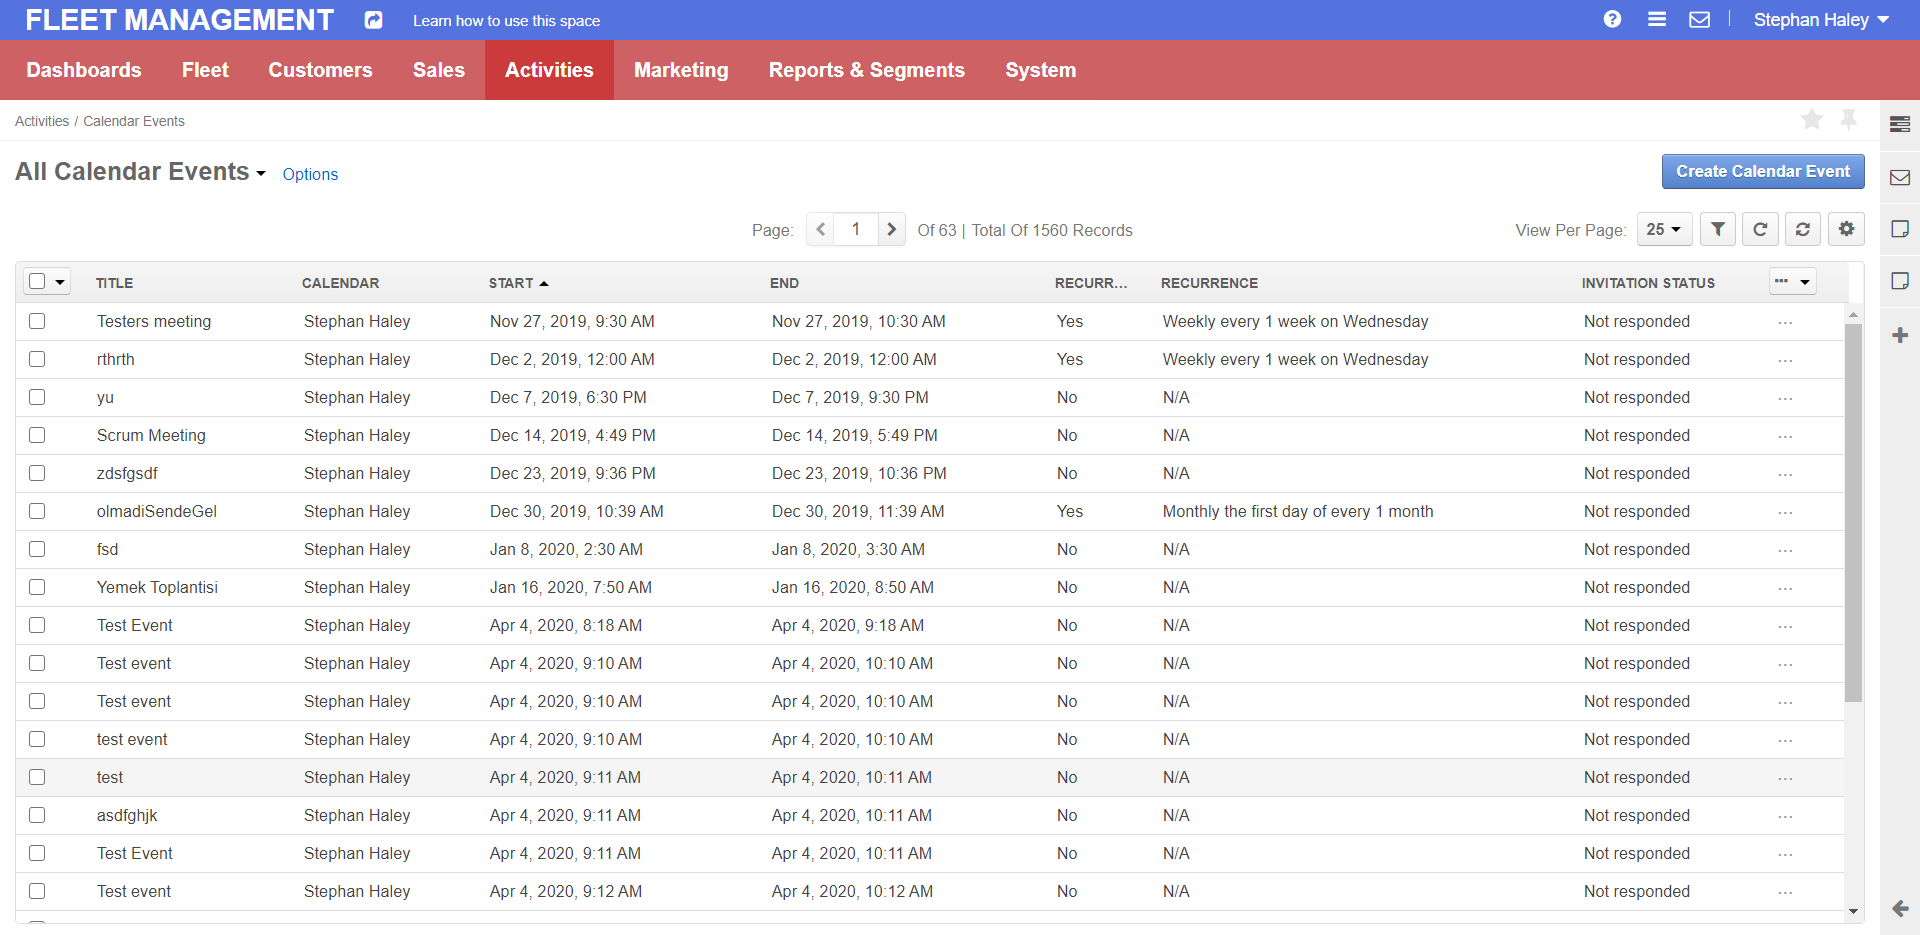 FLEET MANAGEMENT Learn how to use this space Stephan Haley
Dashboards Fleet Customers Sales Activities Marketing Reports & Segments System
Activities / Calendar Events
All Calendar Events Options Create Calendar Event
Page: 1 Of 63 | Total Of 1560 Records View Per Page: 25
TITLE CALENDAR START END RECURR... RECURRENCE INVITATION STATUS
Testers meeting Stephan Haley Nov 27, 2019, 9:30 AM Nov 27, 2019, 10:30 AM Yes Weekly every 1 week on Wednesday Not responded
rthrth Stephan Haley Dec 2, 2019, 12:00 AM Dec 2, 2019, 12:00 AM Yes Weekly every 1 week on Wednesday Not responded
yu Stephan Haley Dec 7, 2019, 6:30 PM Dec 7, 2019, 9:30 PM No N/A Not responded
Scrum Meeting Stephan Haley Dec 14, 2019, 4:49 PM Dec 14, 2019, 5:49 PM No N/A Not responded
zdsfgsdf Stephan Haley Dec 23, 2019, 9:36 PM Dec 23, 2019, 10:36 PM No N/A Not responded
olmadiSendeGel Stephan Haley Dec 30, 2019, 10:39 AM Dec 30, 2019, 11:39 AM Yes Monthly the first day of every 1 month Not responded
fsd Stephan Haley Jan 8, 2020, 2:30 AM Jan 8, 2020, 3:30 AM No N/A Not responded
Yemek Toplantisi Stephan Haley Jan 16, 2020, 7:50 AM Jan 16, 2020, 8:50 AM No N/A Not responded
Test Event Stephan Haley Apr 4, 2020, 8:18 AM Apr 4, 2020, 9:18 AM No N/A Not responded
Test event Stephan Haley Apr 4, 2020, 9:10 AM Apr 4, 2020, 10:10 AM No N/A Not responded
Test event Stephan Haley Apr 4, 2020, 9:10 AM Apr 4, 2020, 10:10 AM No N/A Not responded
test event Stephan Haley Apr 4, 2020, 9:10 AM Apr 4, 2020, 10:10 AM No N/A Not responded
test Stephan Haley Apr 4, 2020, 9:11 AM Apr 4, 2020, 10:11 AM No N/A Not responded
asdfghjk Stephan Haley Apr 4, 2020, 9:11 AM Apr 4, 2020, 10:11 AM No N/A Not responded
Test Event Stephan Haley Apr 4, 2020, 9:11 AM Apr 4, 2020, 10:11 AM No N/A Not responded
Test event Stephan Haley Apr 4, 2020, 9:12 AM Apr 4, 2020, 10:12 AM No N/A Not responded